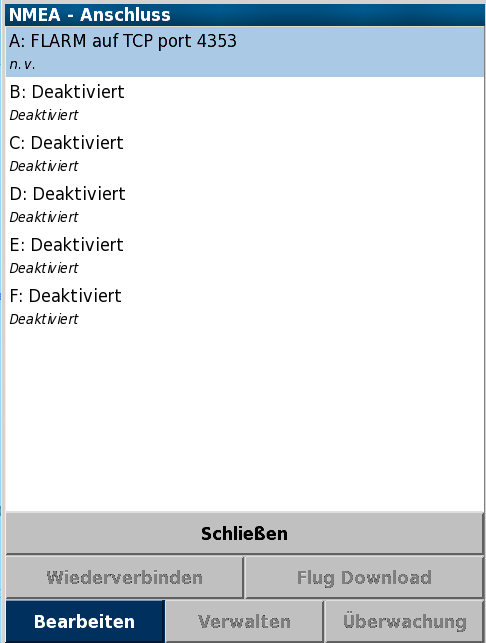 NMEA - Anschluss
A: FLARM auf TCP port 4353
n.v.
B: Deaktiviert
Deaktiviert
C: Deaktiviert
Deaktiviert
D: Deaktiviert
Deaktiviert
E: Deaktiviert
Deaktiviert
F: Deaktiviert
Deaktiviert
Schließen
Wiederverbinden Flug Download
Bearbeiten Verwalten Überwachung